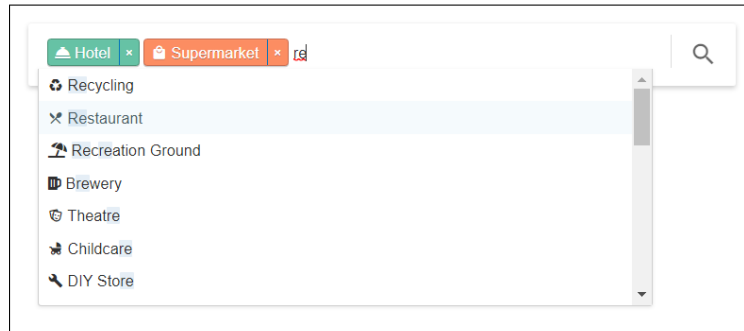 Hotel × Supermarket × re
Recycling
Restaurant
Recreation Ground
Brewery
Theatre
Childcare
DIY Store